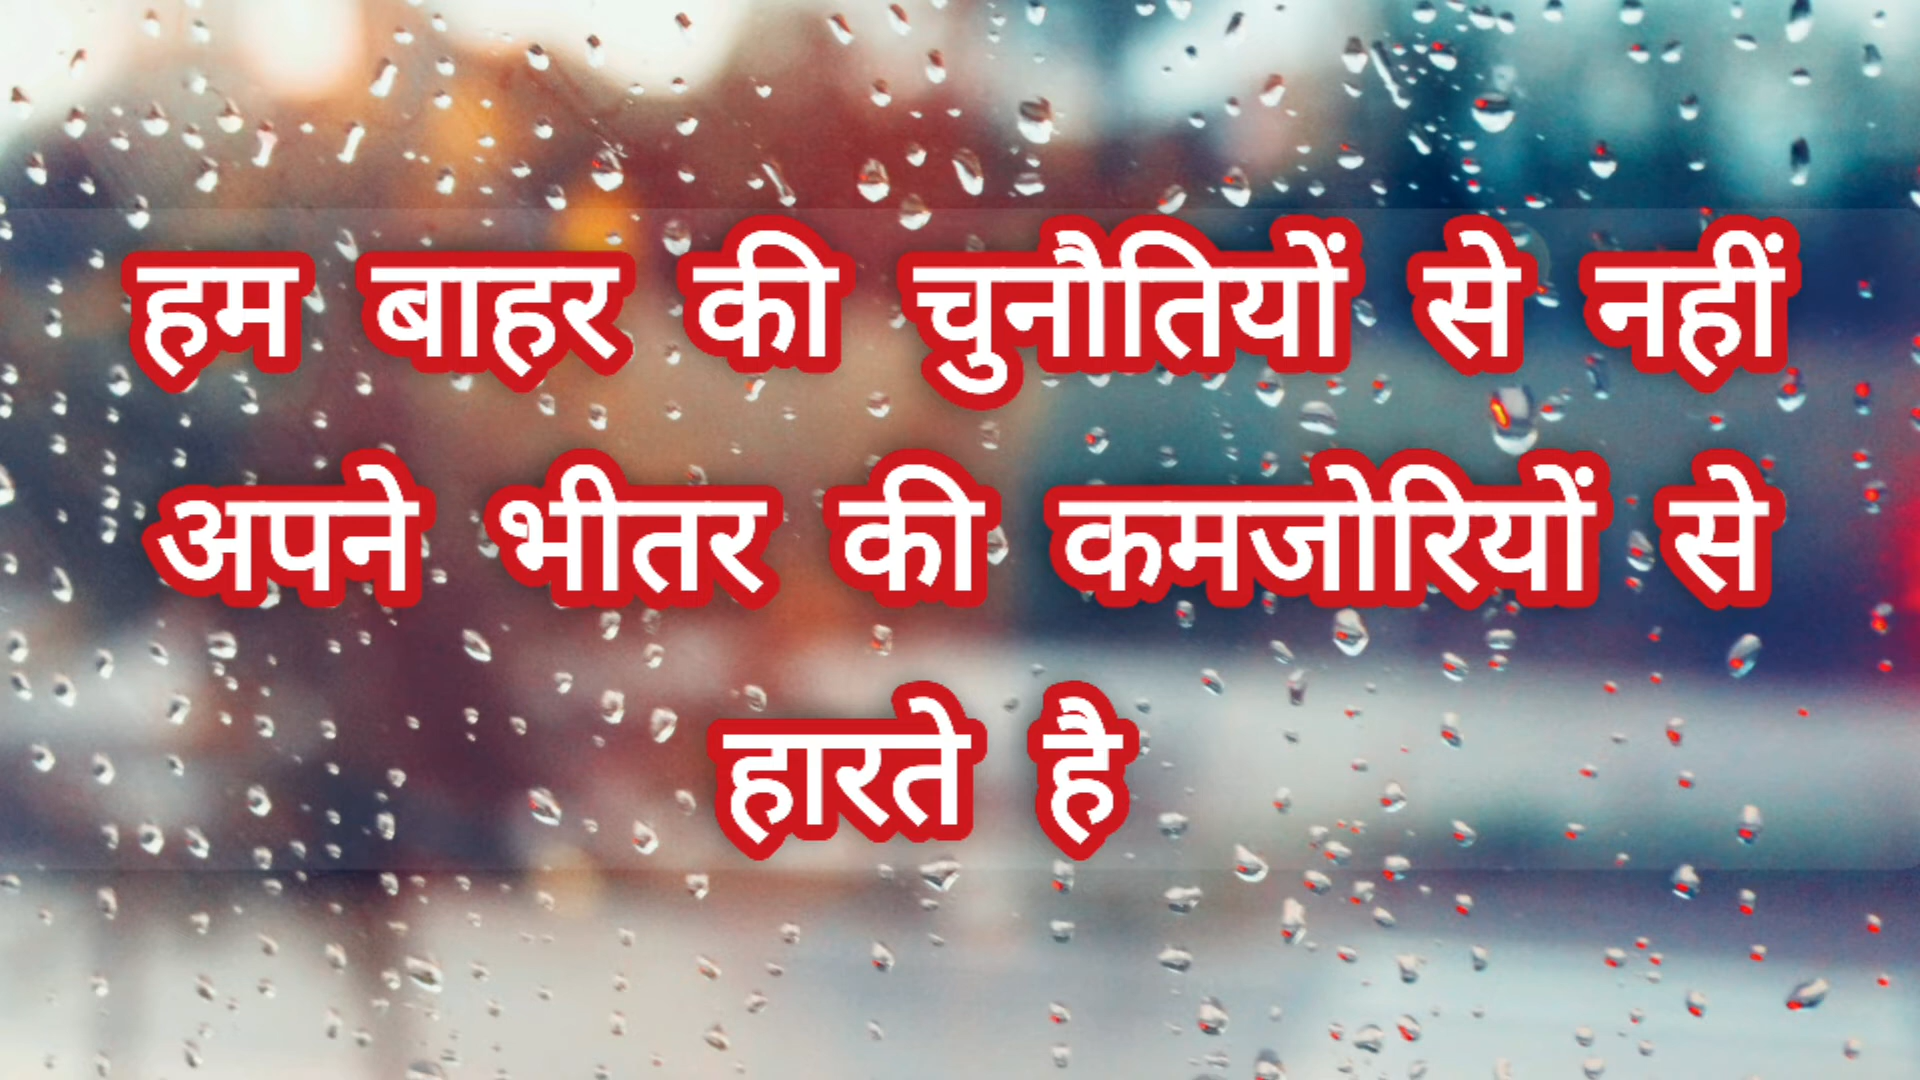 हम बाहर की चुनौतियों से नहीं
अपने भीतर की कमजोरियों से
हारते है